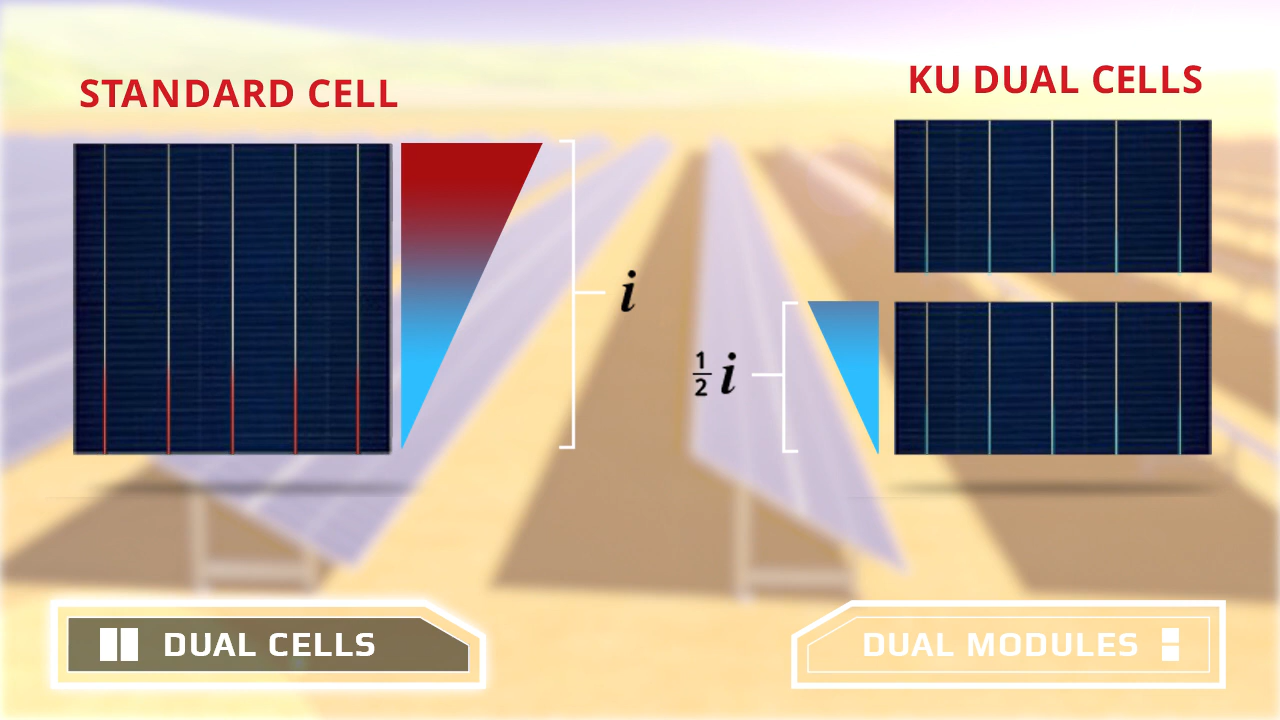 STANDARD CELL
KU DUAL CELLS
i
½ i
DUAL CELLS
DUAL MODULES